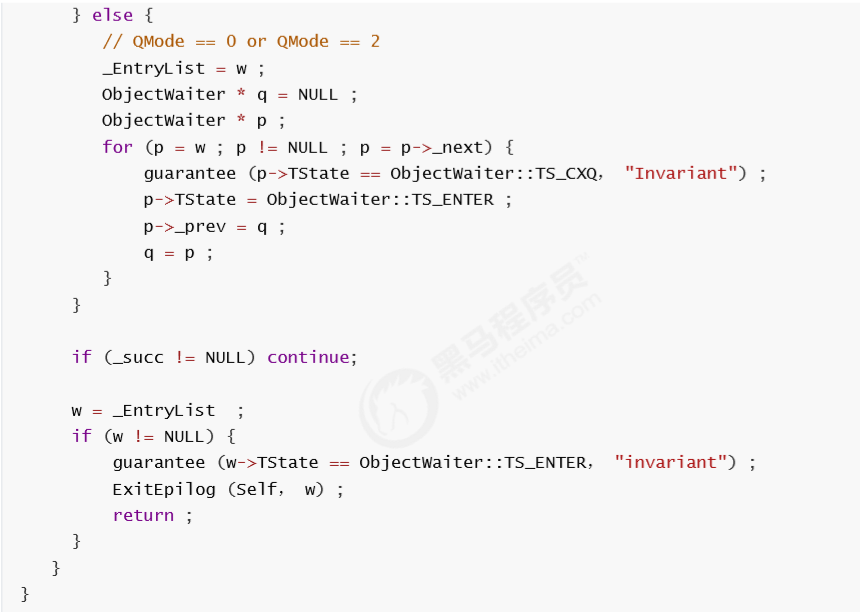 } else {
// QMode == 0 or QMode == 2
_EntryList = w ;
ObjectWaiter * q = NULL ;
ObjectWaiter * p ;
for (p = w ; p != NULL ; p = p->_next) {
guarantee (p->TState == ObjectWaiter::TS_CXQ, "Invariant") ;
p->TState = ObjectWaiter::TS_ENTER ;
p->_prev = q ;
q = p ;
}
}
if (_succ != NULL) continue;
w = _EntryList  ;
if (w != NULL) {
guarantee (w->TState == ObjectWaiter::TS_ENTER, "invariant") ;
ExitEpilog (Self, w) ;
return ;
}
}
}
黑马程序员™
www.itheima.com